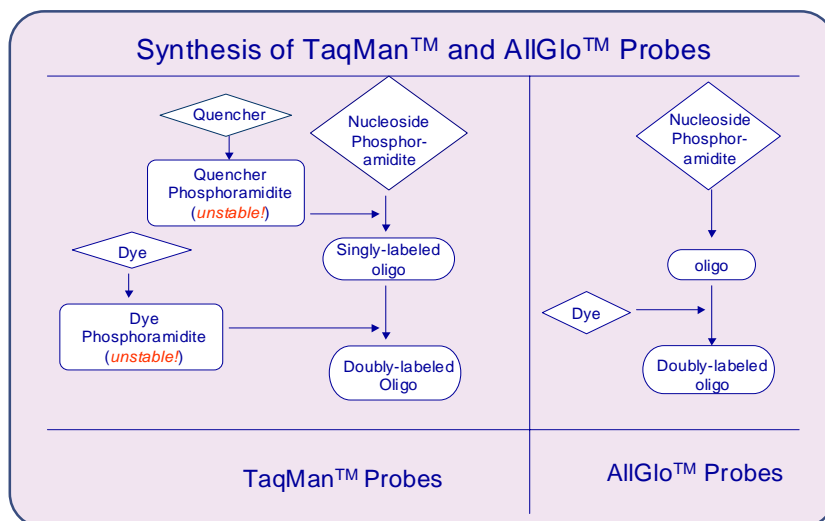 Synthesis of TaqMan™ and AllGlo™ Probes
Quencher
Nucleoside
Phosphor-
amidite
Quencher
Phosphoramidite
(unstable!)
Singly-labeled
oligo
Dye
Dye
Phosphoramidite
(unstable!)
Doubly-labeled
Oligo
TaqMan™ Probes
Nucleoside
Phosphor-
amidite
oligo
Dye
Doubly-labeled
oligo
AllGlo™ Probes